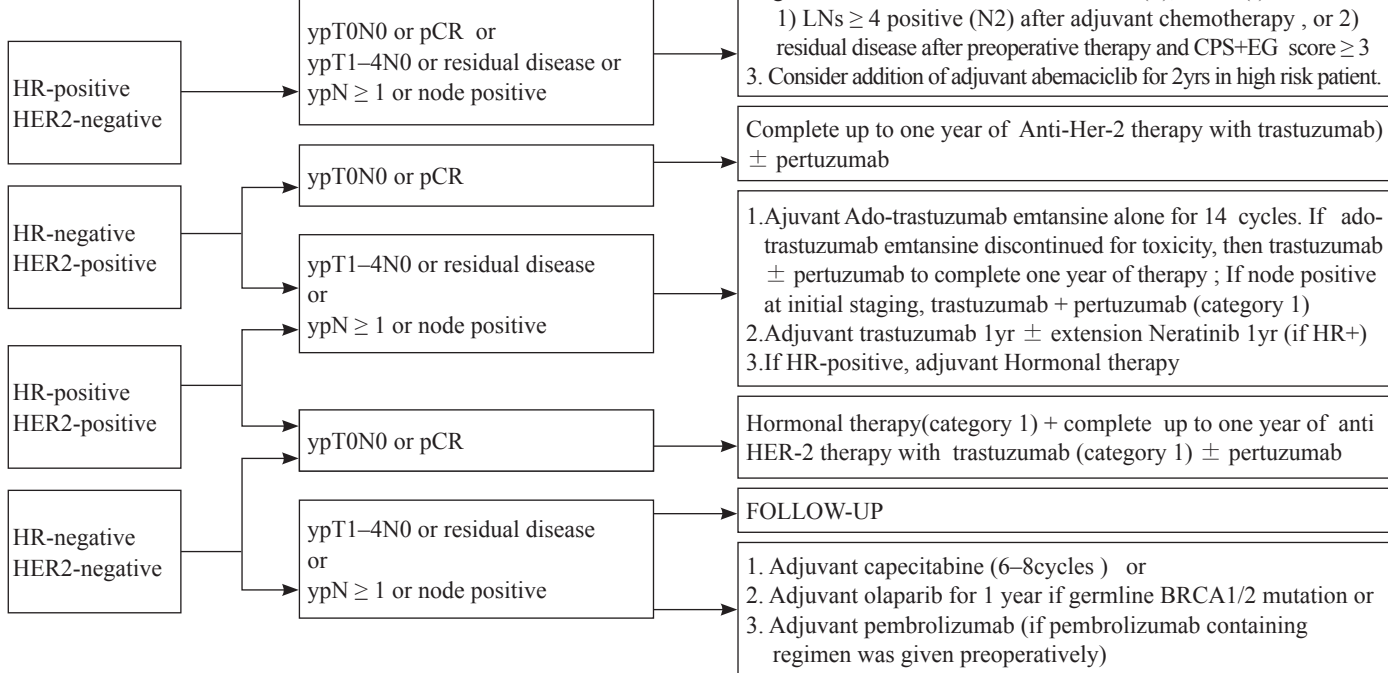 HR-positive
HER2-negative
ypT0N0 or pCR or
ypT1–4N0 or residual disease or
ypN ≥ 1 or node positive
1) LNs ≥ 4 positive (N2) after adjuvant chemotherapy , or 2)
residual disease after preoperative therapy and CPS+EG score ≥ 3
3. Consider addition of adjuvant abemaciclib for 2yrs in high risk patient.
HR-negative
HER2-positive
ypT0N0 or pCR
Complete up to one year of Anti-Her-2 therapy with trastuzumab)
± pertuzumab
ypT1–4N0 or residual disease
or
ypN ≥ 1 or node positive
1.Ajuvant Ado-trastuzumab emtansine alone for 14 cycles. If ado-
trastuzumab emtansine discontinued for toxicity, then trastuzumab
± pertuzumab to complete one year of therapy ; If node positive
at initial staging, trastuzumab + pertuzumab (category 1)
2.Adjuvant trastuzumab 1yr ± extension Neratinib 1yr (if HR+)
3.If HR-positive, adjuvant Hormonal therapy
HR-positive
HER2-positive
ypT0N0 or pCR
Hormonal therapy(category 1) + complete up to one year of anti
HER-2 therapy with trastuzumab (category 1) ± pertuzumab
HR-negative
HER2-negative
ypT1–4N0 or residual disease
or
ypN ≥ 1 or node positive
FOLLOW-UP
1. Adjuvant capecitabine (6–8cycles ) or
2. Adjuvant olaparib for 1 year if germline BRCA1/2 mutation or
3. Adjuvant pembrolizumab (if pembrolizumab containing
regimen was given preoperatively)